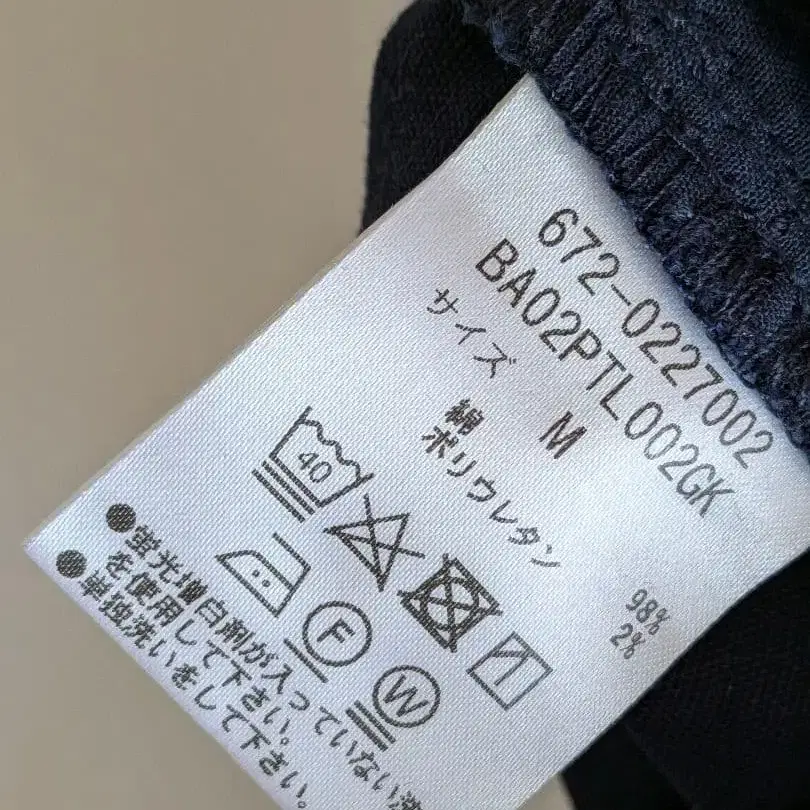 672-0227002
BA02PTL002GK
サイズ M
綿 98%
ポリウレタン 2%
40
F
W
●蛍光増白剤が入っていない洗
を使用して下さい。
●単独洗いをして下さい。